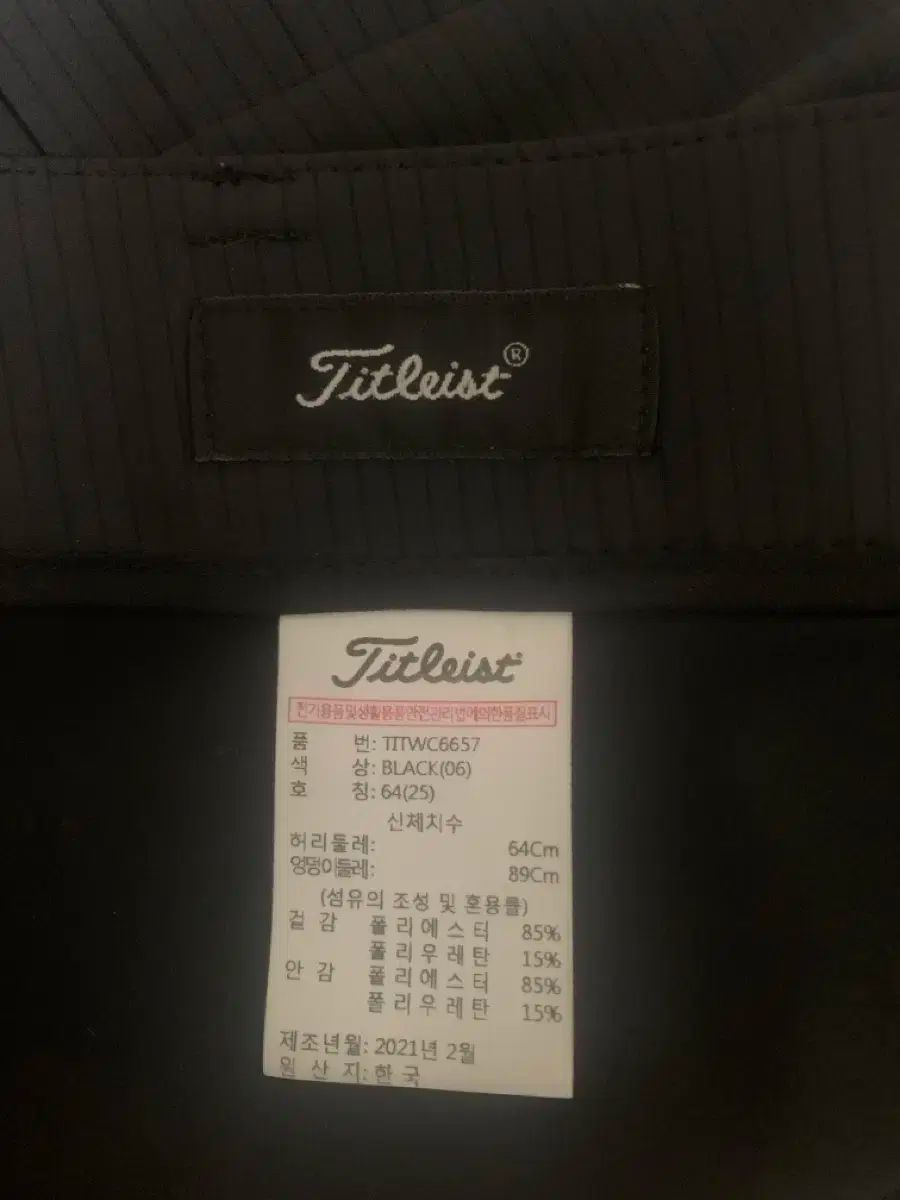 Titleist®
Titleist
전기용품및생활용품안전관리법에의한품질표시
품 번: TITWC6657
색 상: BLACK(06)
호 칭: 64(25)
신체치수
허리둘레: 64Cm
엉덩이둘레: 89Cm
(섬유의 조성 및 혼용률)
겉 감 폴리에스터 85%
폴리우레탄 15%
안 감 폴리에스터 85%
폴리우레탄 15%
제조년월: 2021년 2월
원 산 지: 한 국